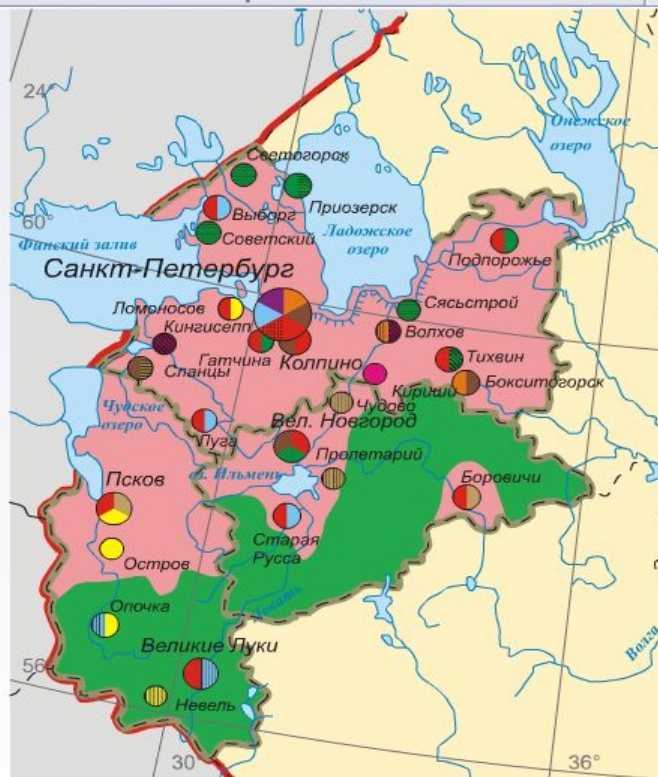 24°
Онежское
озеро
Светогорск
Приозерск
60°
Выборг
Советский
Финский залив
Ладожское
озеро
Подпорожье
Санкт-Петербург
Ломоносов
Сясьстрой
Кингисепп
Волхов
Гатчина
Колпино
Тихвин
Сланцы
Кириши
Бокситогорск
Чудское
озеро
Чудово
Луга
Вел. Новгород
Пролетарий
оз. Ильмень
Псков
Боровичи
Старая
Русса
Остров
Опочка
Ловать
Великие Луки
Волга
56
Невель
30
36°